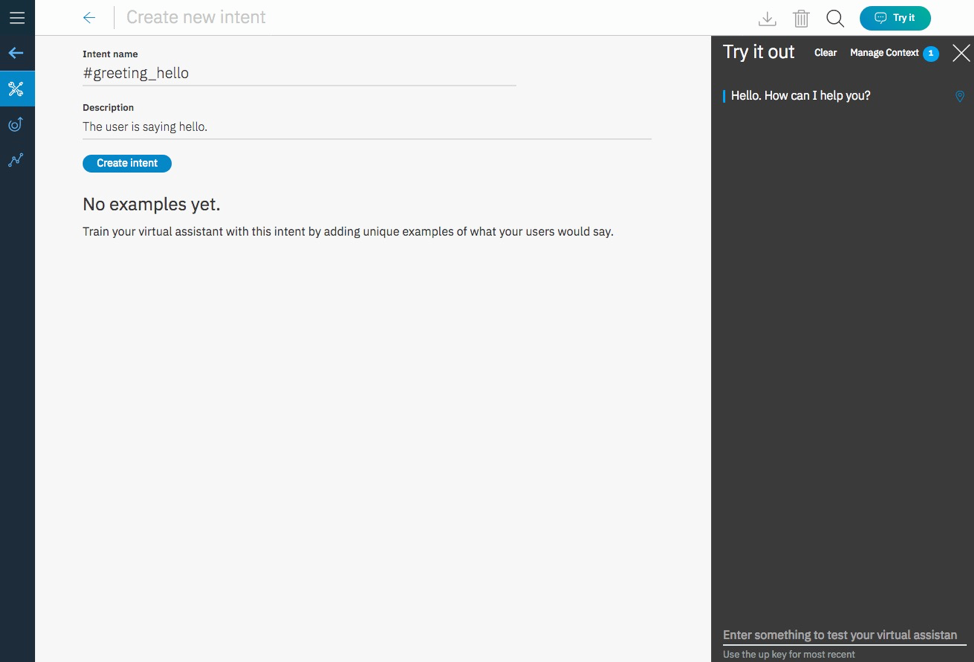 Create new intent
Try it
Intent name
#greeting_hello
Description
The user is saying hello.
Create intent
No examples yet.
Train your virtual assistant with this intent by adding unique examples of what your users would say.
Try it out
Clear
Manage Context 1
Hello. How can I help you?
Enter something to test your virtual assistan
Use the up key for most recent